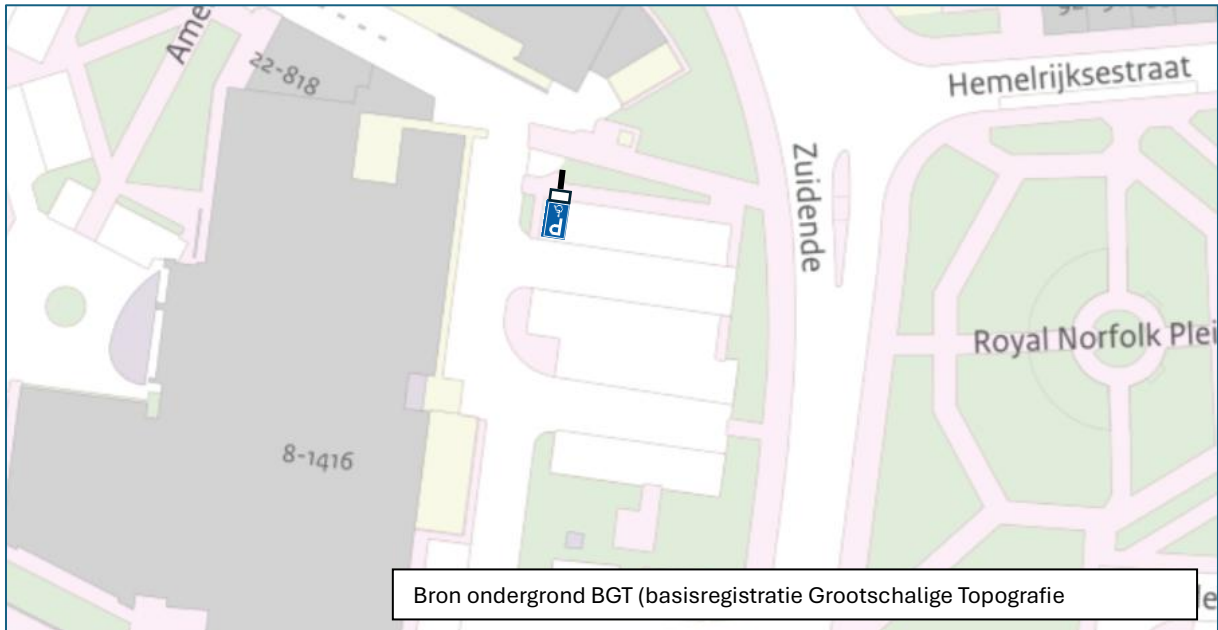 Ame
22-818
Hemelrijksestraat
Zuidende
P
Royal Norfolk Plei
8-1416
Bron ondergrond BGT (basisregistratie Grootschalige Topografie